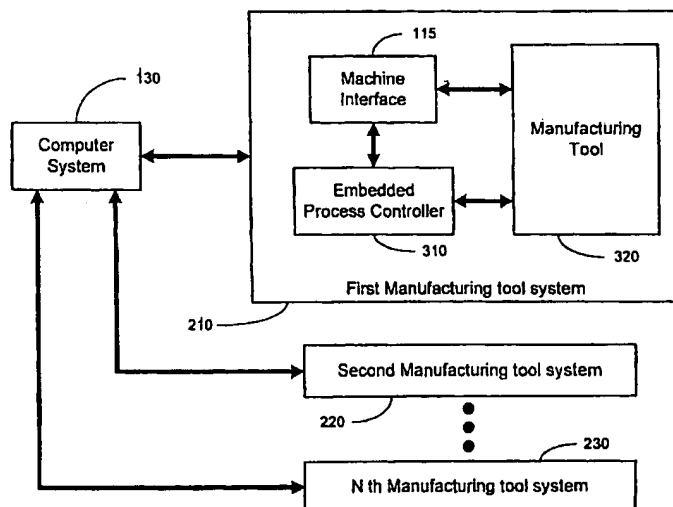 115
130
Machine
Interface
Computer
System
Manufacturing
Tool
Embedded
Process Controller
310
320
First Manufacturing tool system
210
Second Manufacturing tool system
220
230
N th Manufacturing tool system